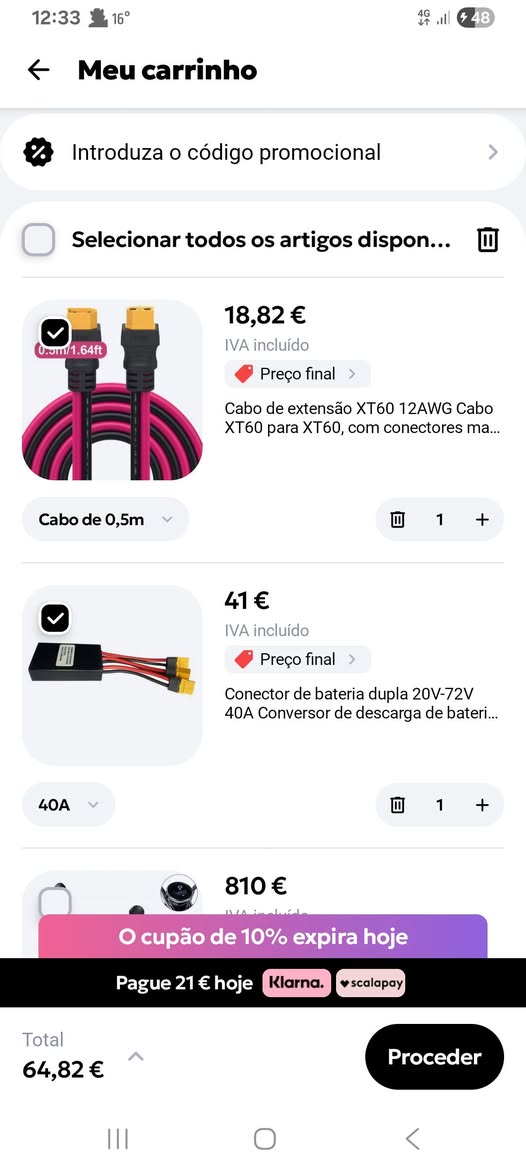 12:33 16° 4G 48
Meu carrinho
Introduza o código promocional
Selecionar todos os artigos dispon...
18,82 €
0.5m/1.64ft
IVA incluído
Preço final
Cabo de extensão XT60 12AWG Cabo
XT60 para XT60, com conectores ma...
Cabo de 0,5m
1
41 €
IVA incluído
Preço final
Conector de bateria dupla 20V-72V
40A Conversor de descarga de bateri...
40A
1
810 €
IVA incluído
O cupão de 10% expira hoje
Pague 21 € hoje Klarna. scalapay
Total
64,82 €
Proceder